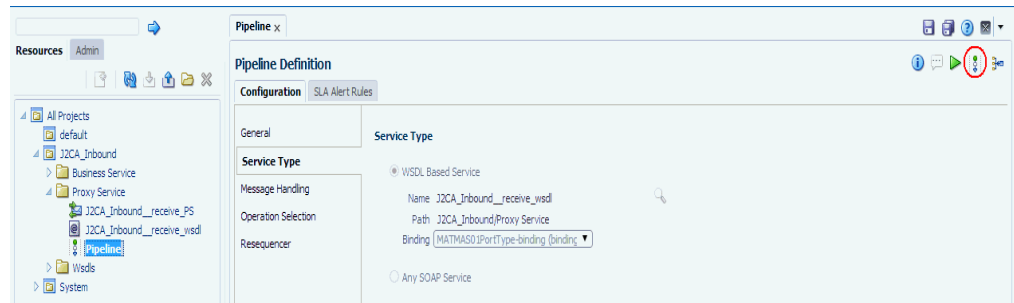 Pipeline x
Resources Admin
Pipeline Definition
Configuration SLA Alert Rules
All Projects
default
J2CA_Inbound
Business Service
Proxy Service
J2CA_Inbound__receive_PS
J2CA_Inbound__receive_wsdl
Pipeline
Wsdls
System
General
Service Type
Message Handling
Operation Selection
Resequencer
Service Type
WSDL Based Service
Name J2CA_Inbound__receive_wsdl
Path J2CA_Inbound/Proxy Service
Binding MATMAS01PortType-binding (binding
Any SOAP Service